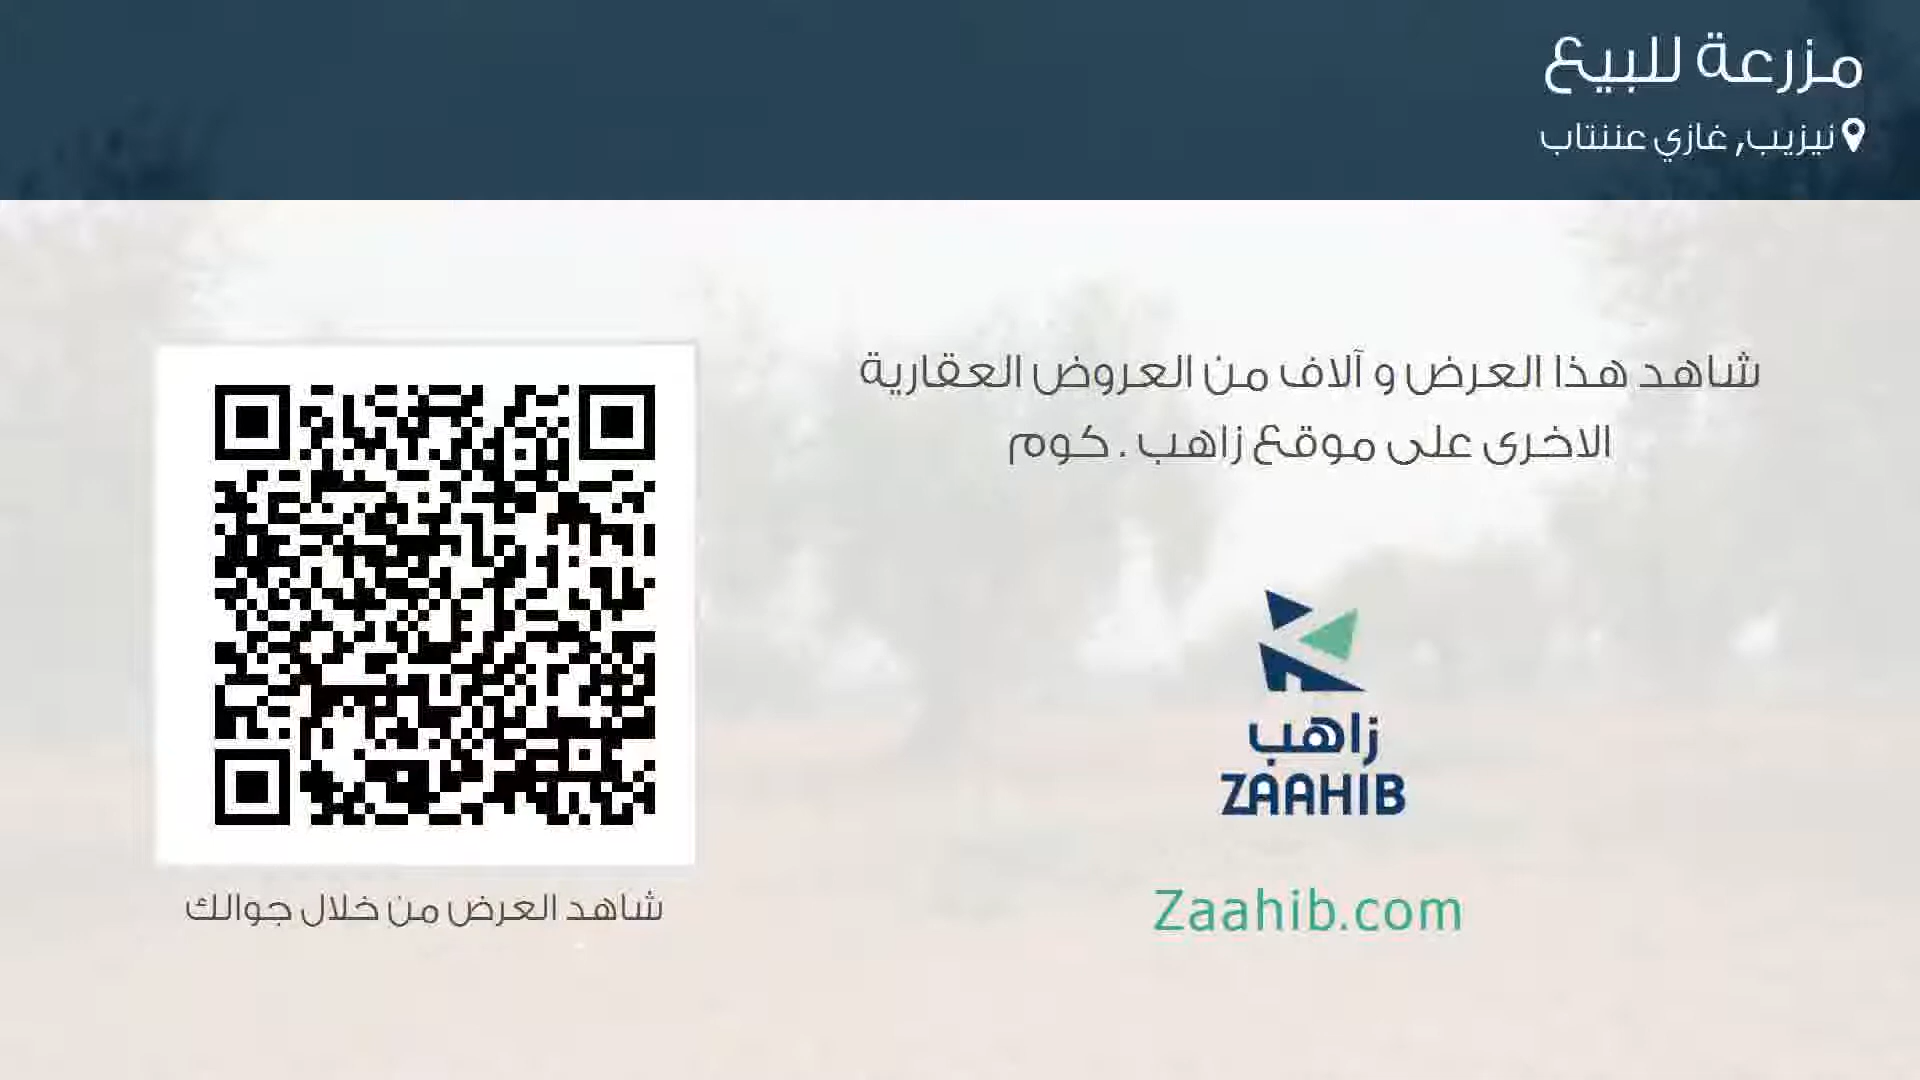 مزرعة للبيع
نيزيب, غازي عننتاب
شاهد هذا العرض و آلاف من العروض العقارية
الاخرى على موقع زاهب . كوم
زاهب
ZAAHIB
Zaahib.com
شاهد العرض من خلال جوالك